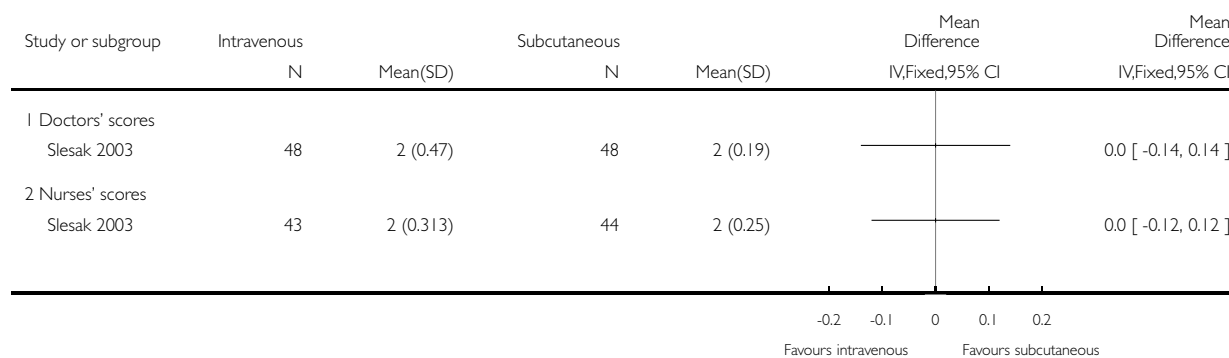 Mean Mean
Study or subgroup Intravenous Subcutaneous Difference Difference
N Mean(SD) N Mean(SD) IV,Fixed,95% CI IV,Fixed,95% CI
1 Doctors' scores
Slesak 2003 48 2 (0.47) 48 2 (0.19) 0.0 [ -0.14, 0.14 ]
2 Nurses' scores
Slesak 2003 43 2 (0.313) 44 2 (0.25) 0.0 [ -0.12, 0.12 ]
-0.2 -0.1 0 0.1 0.2
Favours intravenous Favours subcutaneous